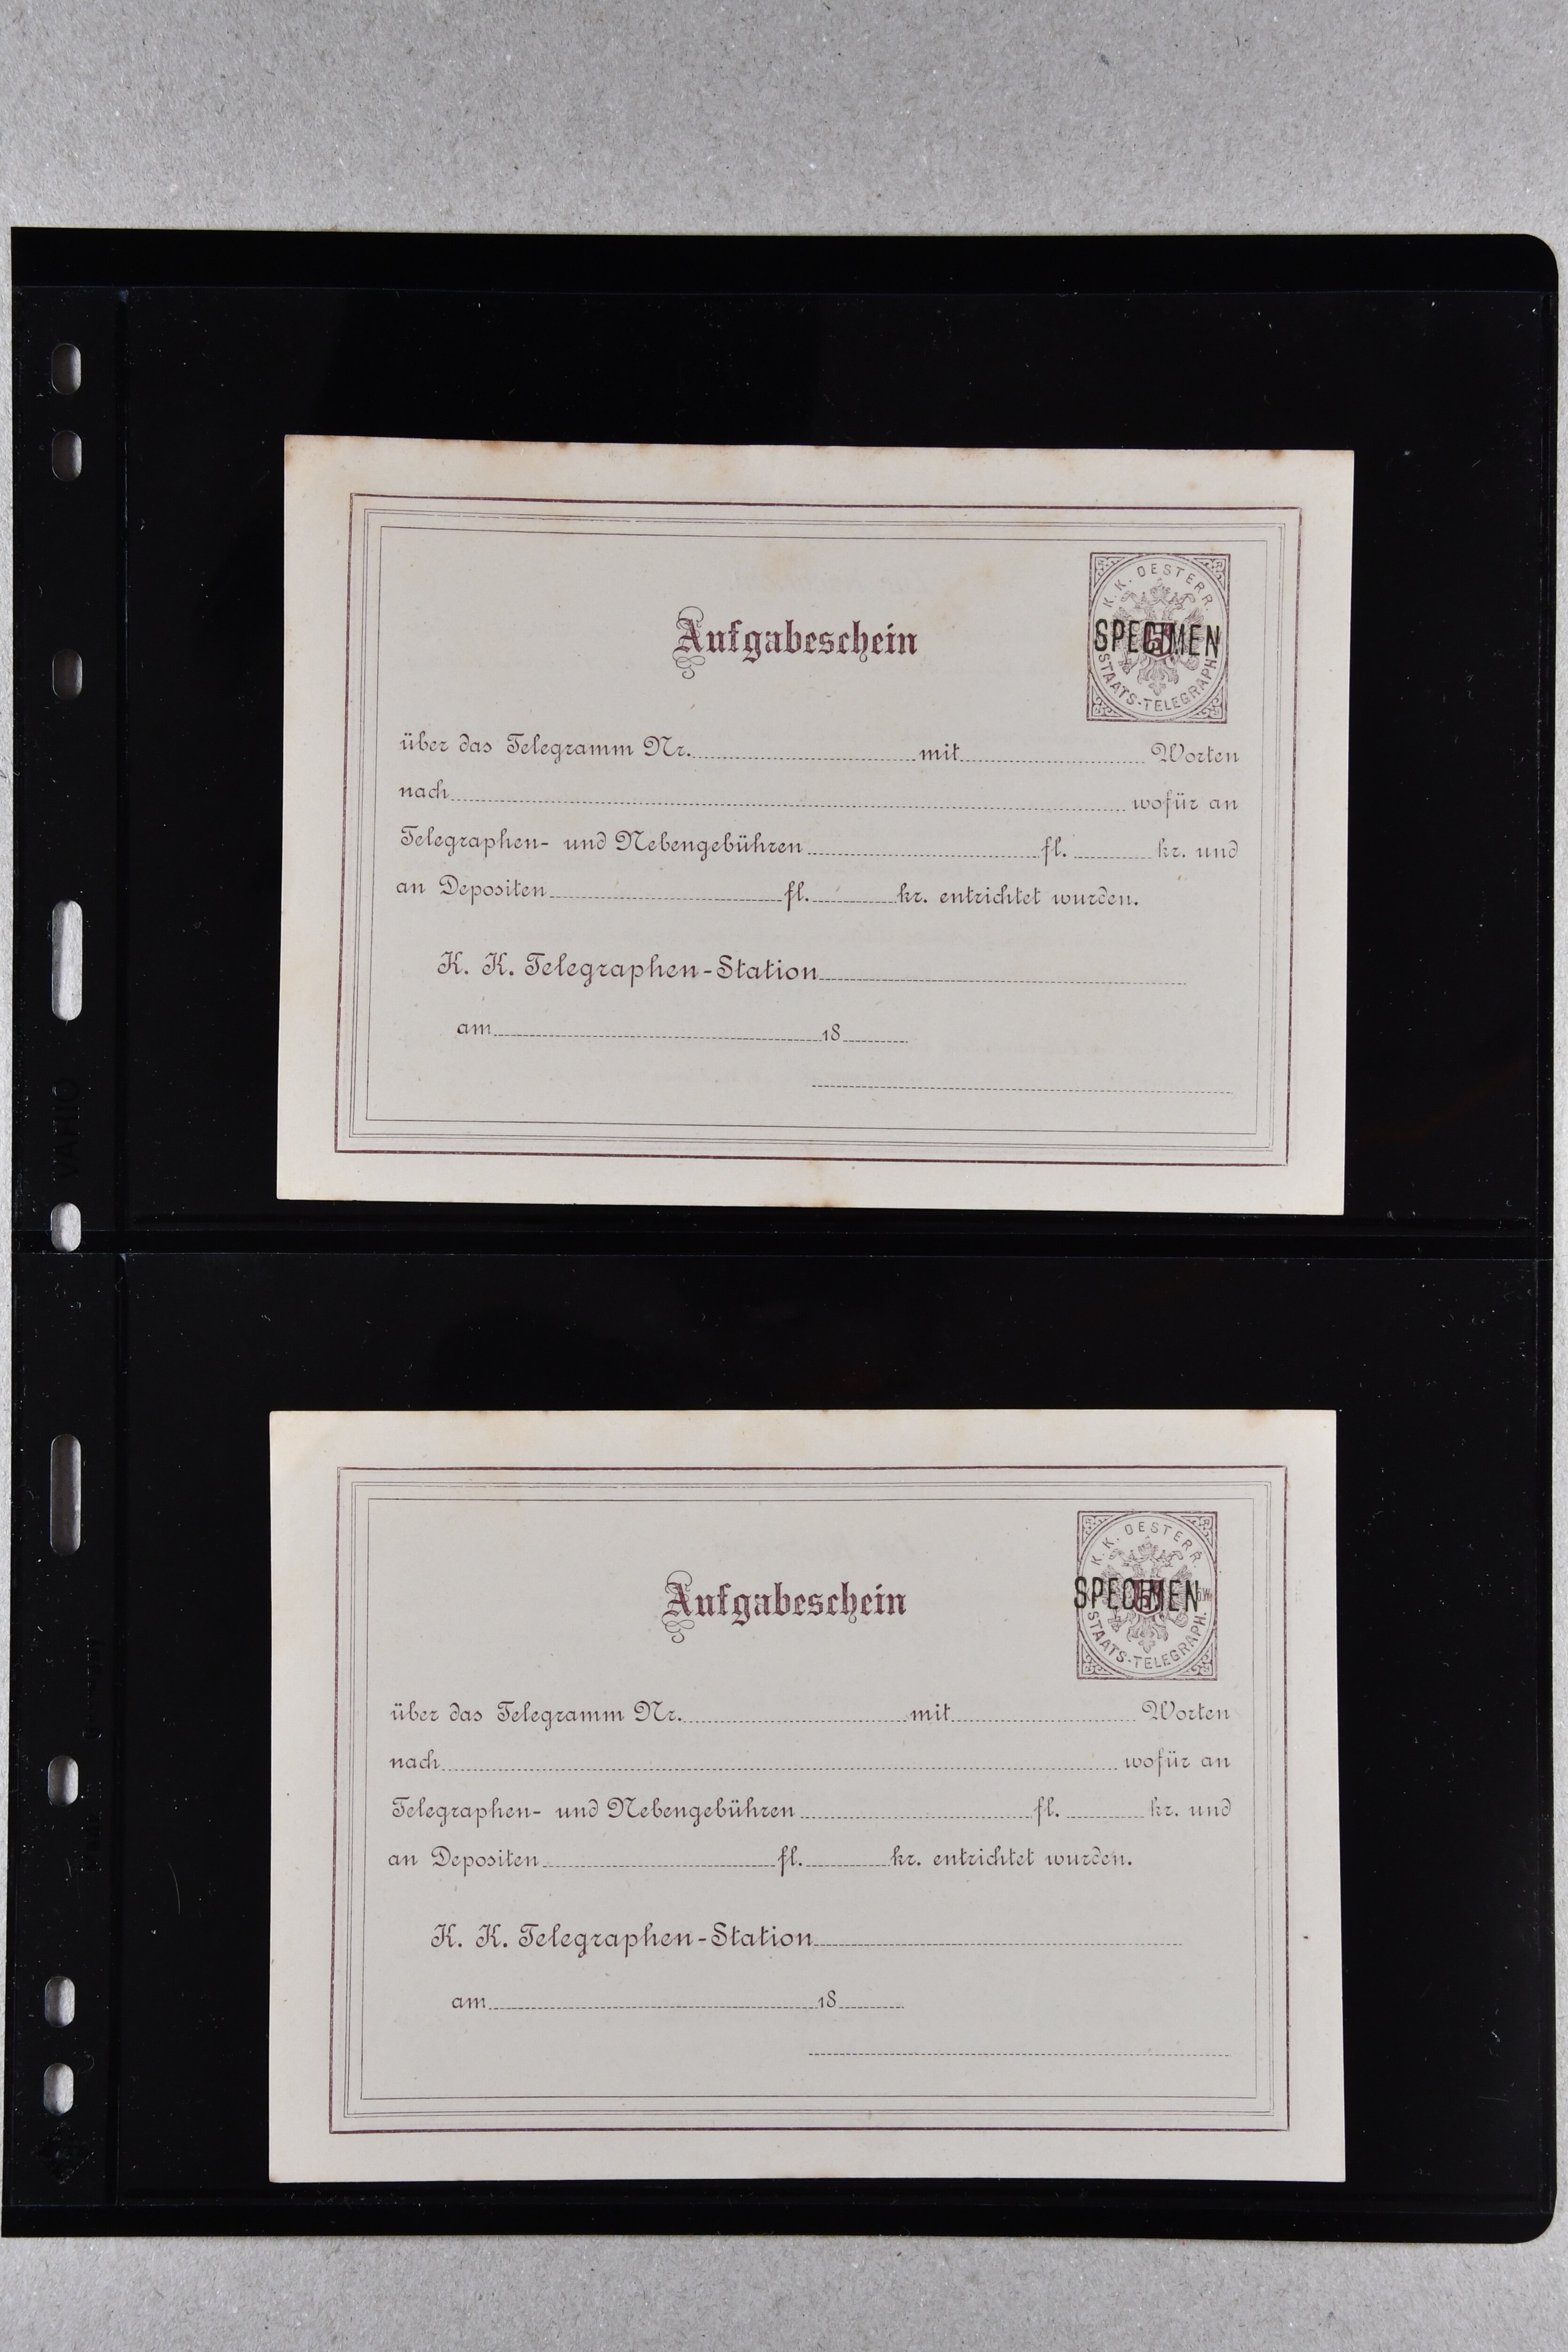 K. K. OESTERR.
SPECIMEN
5
STAATS-TELEGRAPH.
Aufgabeschein
über das Telegramm Nr. mit Worten
nach wofür an
Telegraphen- und Nebengebühren fl. kr. und
an Depositen fl. kr. entrichtet wurden.
K. K. Telegraphen-Station
am 18
VARIO
K. K. OESTERR.
SPECIMEN
5
STAATS-TELEGRAPH.
Aufgabeschein
über das Telegramm Nr. mit Worten
nach wofür an
Telegraphen- und Nebengebühren fl. kr. und
an Depositen fl. kr. entrichtet wurden.
K. K. Telegraphen-Station
am 18